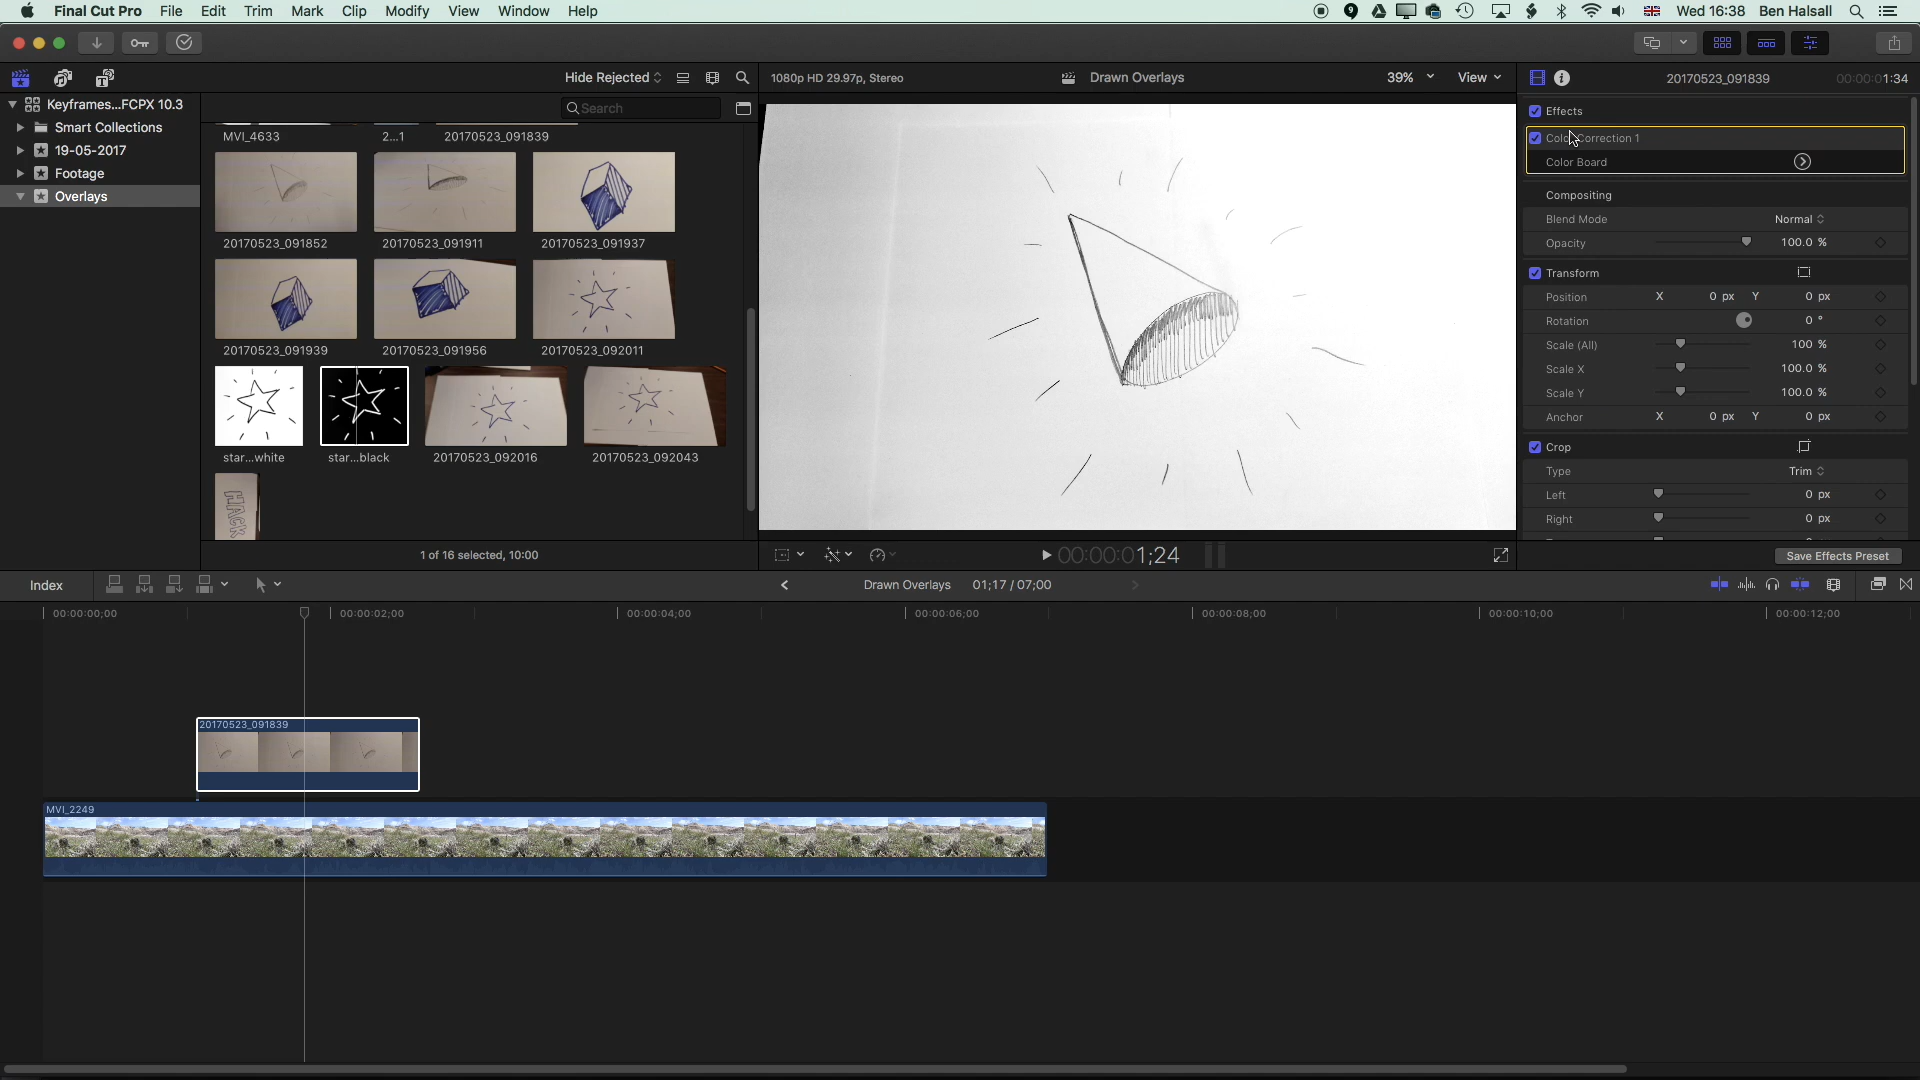 Final Cut Pro File Edit Trim Mark Clip Modify View Window Help
9 Wed 16:38 Ben Halsall
Hide Rejected
1080p HD 29.97p, Stereo
Drawn Overlays
39% View
20170523_091839 00:00:01:34
Keyframes...FCPX 10.3
Smart Collections
19-05-2017
Footage
Overlays
Search
MVI_4633 2...1 20170523_091839
20170523_091852 20170523_091911 20170523_091937
20170523_091939 20170523_091956 20170523_092011
star...white star...black 20170523_092016 20170523_092043
HACK
1 of 16 selected, 10:00
00:00:01;24
Effects
Color Correction 1
Color Board
Compositing
Blend Mode Normal
Opacity 100.0 %
Transform
Position X 0 px Y 0 px
Rotation 0 °
Scale (All) 100 %
Scale X 100.0 %
Scale Y 100.0 %
Anchor X 0 px Y 0 px
Crop
Type Trim
Left 0 px
Right 0 px
Save Effects Preset
Index
Drawn Overlays 01;17 / 07;00
00:00:00;00 00:00:02;00 00:00:04;00 00:00:06;00 00:00:08;00 00:00:10;00 00:00:12;00
20170523_091839
MVI_2249